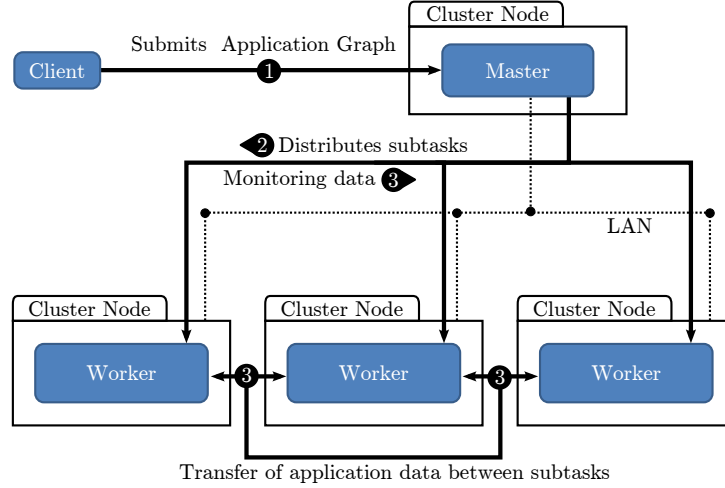 Cluster Node
Submits Application Graph
Client
1
Master
2 Distributes subtasks
Monitoring data 3
LAN
Cluster Node
Cluster Node
Cluster Node
Worker
3
Worker
3
Worker
Transfer of application data between subtasks